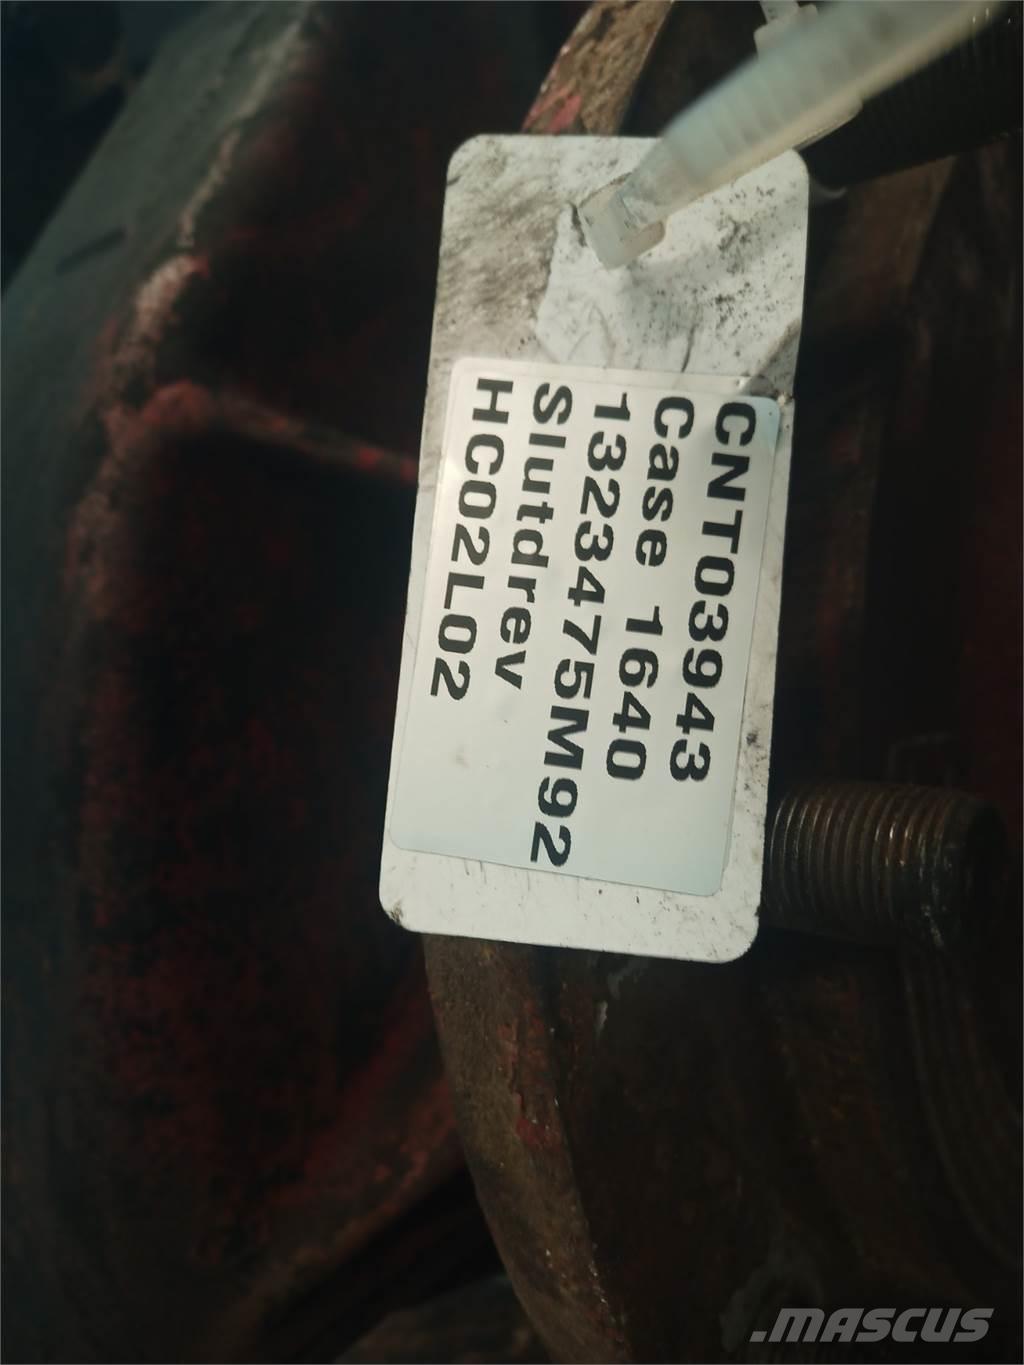 CNT03943
Case 1640
1323475M92
Slutdrev
HC02L02
.MASCUS